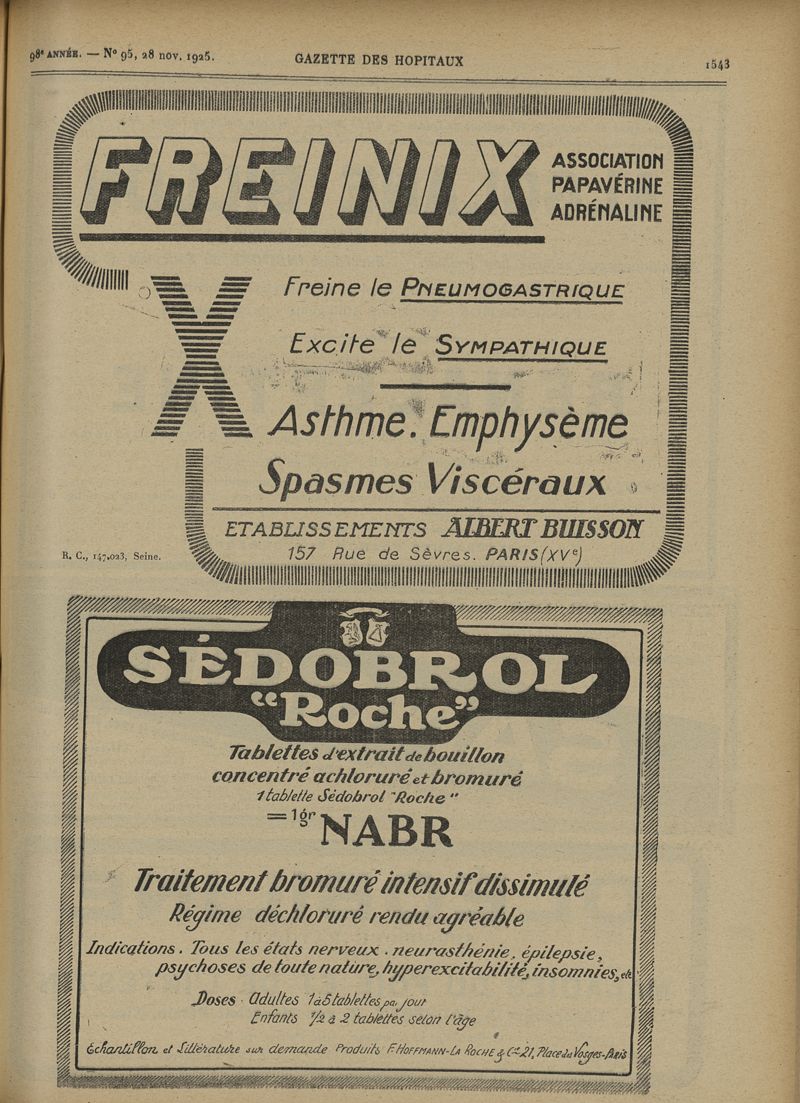 98e ANNÉE. — No 95, 28 nov. 1925. GAZETTE DES HOPITAUX 1543
FREINIX
ASSOCIATION
PAPAVÉRINE
ADRÉNALINE
X
Freine le PNEUMOGASTRIQUE
Excite le SYMPATHIQUE
Asthme. Emphysème
Spasmes Viscéraux
ETABLISSEMENTS ALBERT BUISSON
157 Rue de Sèvres. PARIS (XVe)
R. C., 147,023, Seine.
SÉDOBROL
"Roche"
Tablettes d'extrait de bouillon
concentré achloruré et bromuré
1 tablette Sédobrol "Roche"
= 1gr NABR
Traitement bromuré intensif dissimulé
Régime déchloruré rendu agréable
Indications. Tous les états nerveux. neurasthénie, épilepsie,
psychoses de toute nature, hyperexcitabilité, insomnies, etc
Doses. Adultes 1 à 5 tablettes par jour
Enfants 1/2 à 2 tablettes selon l'âge
Échantillon et Littérature sur demande Produits F. HOFFMANN-LA ROCHE & Cie 21, Place des Vosges-Paris